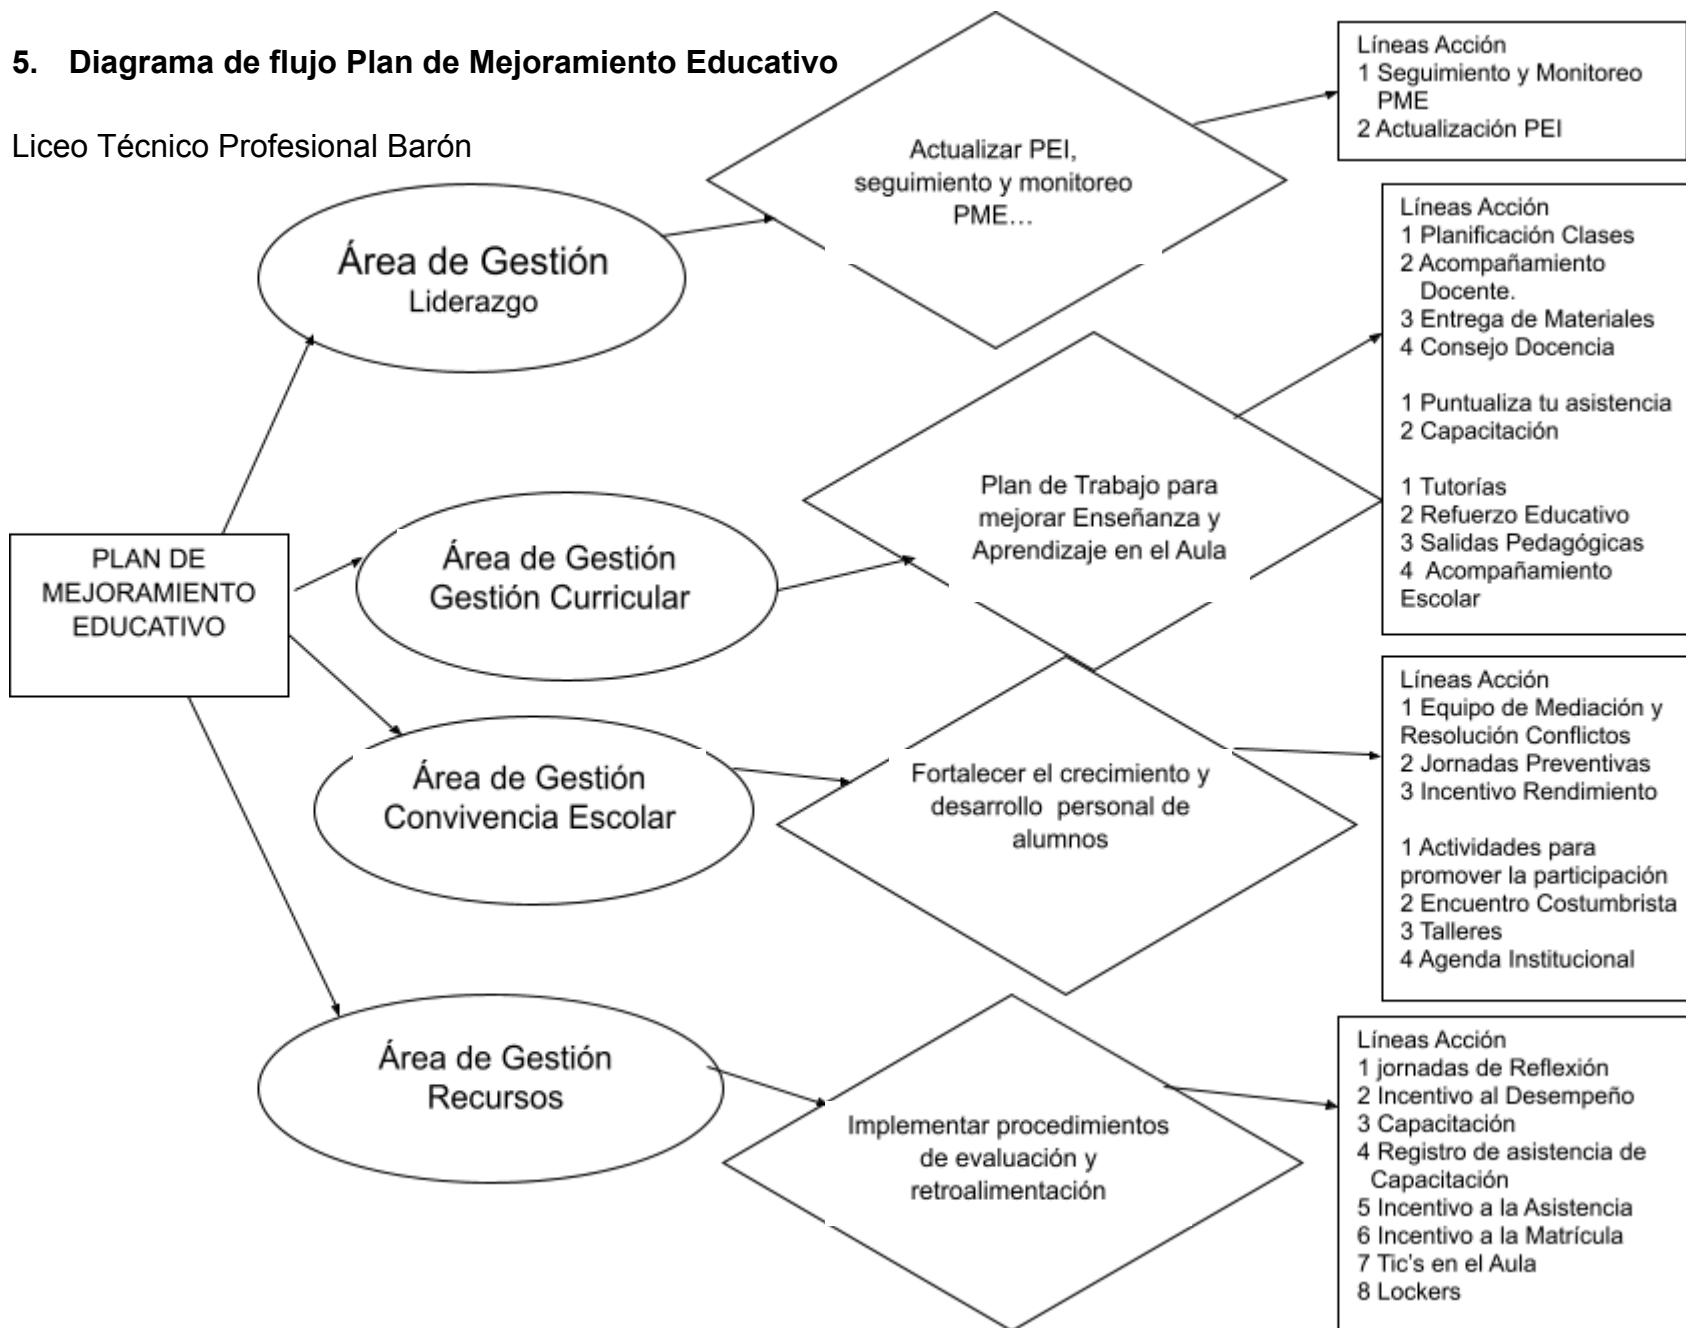 5. Diagrama de flujo Plan de Mejoramiento Educativo
Liceo Técnico Profesional Barón
PLAN DE
MEJORAMIENTO
EDUCATIVO
Área de Gestión
Liderazgo
Actualizar PEI,
seguimiento y monitoreo
PME…
Líneas Acción
1 Seguimiento y Monitoreo
PME
2 Actualización PEI
Área de Gestión
Gestión Curricular
Plan de Trabajo para
mejorar Enseñanza y
Aprendizaje en el Aula
Líneas Acción
1 Planificación Clases
2 Acompañamiento
Docente.
3 Entrega de Materiales
4 Consejo Docencia
1 Puntualiza tu asistencia
2 Capacitación
1 Tutorías
2 Refuerzo Educativo
3 Salidas Pedagógicas
4 Acompañamiento
Escolar
Área de Gestión
Convivencia Escolar
Fortalecer el crecimiento y
desarrollo personal de
alumnos
Líneas Acción
1 Equipo de Mediación y
Resolución Conflictos
2 Jornadas Preventivas
3 Incentivo Rendimiento
1 Actividades para
promover la participación
2 Encuentro Costumbrista
3 Talleres
4 Agenda Institucional
Área de Gestión
Recursos
Implementar procedimientos
de evaluación y
retroalimentación
Líneas Acción
1 jornadas de Reflexión
2 Incentivo al Desempeño
3 Capacitación
4 Registro de asistencia de
Capacitación
5 Incentivo a la Asistencia
6 Incentivo a la Matrícula
7 Tic's en el Aula
8 Lockers